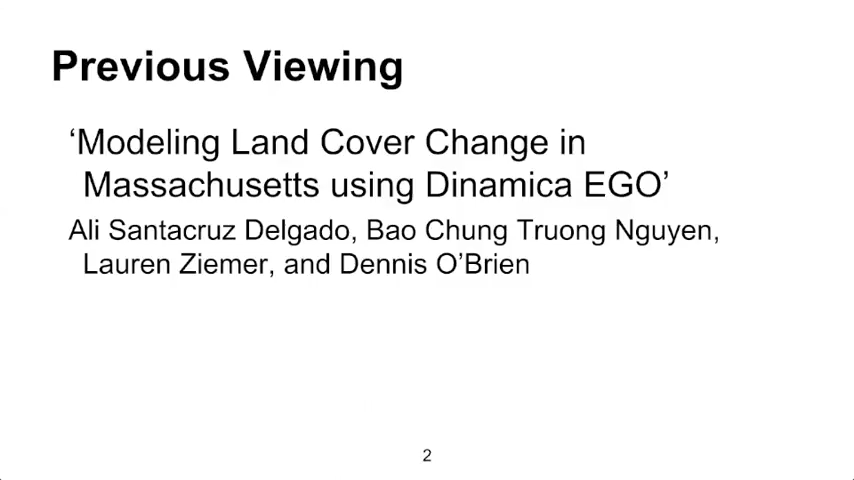 Previous Viewing
‘Modeling Land Cover Change in
Massachusetts using Dinamica EGO’
Ali Santacruz Delgado, Bao Chung Truong Nguyen,
Lauren Ziemer, and Dennis O’Brien
2